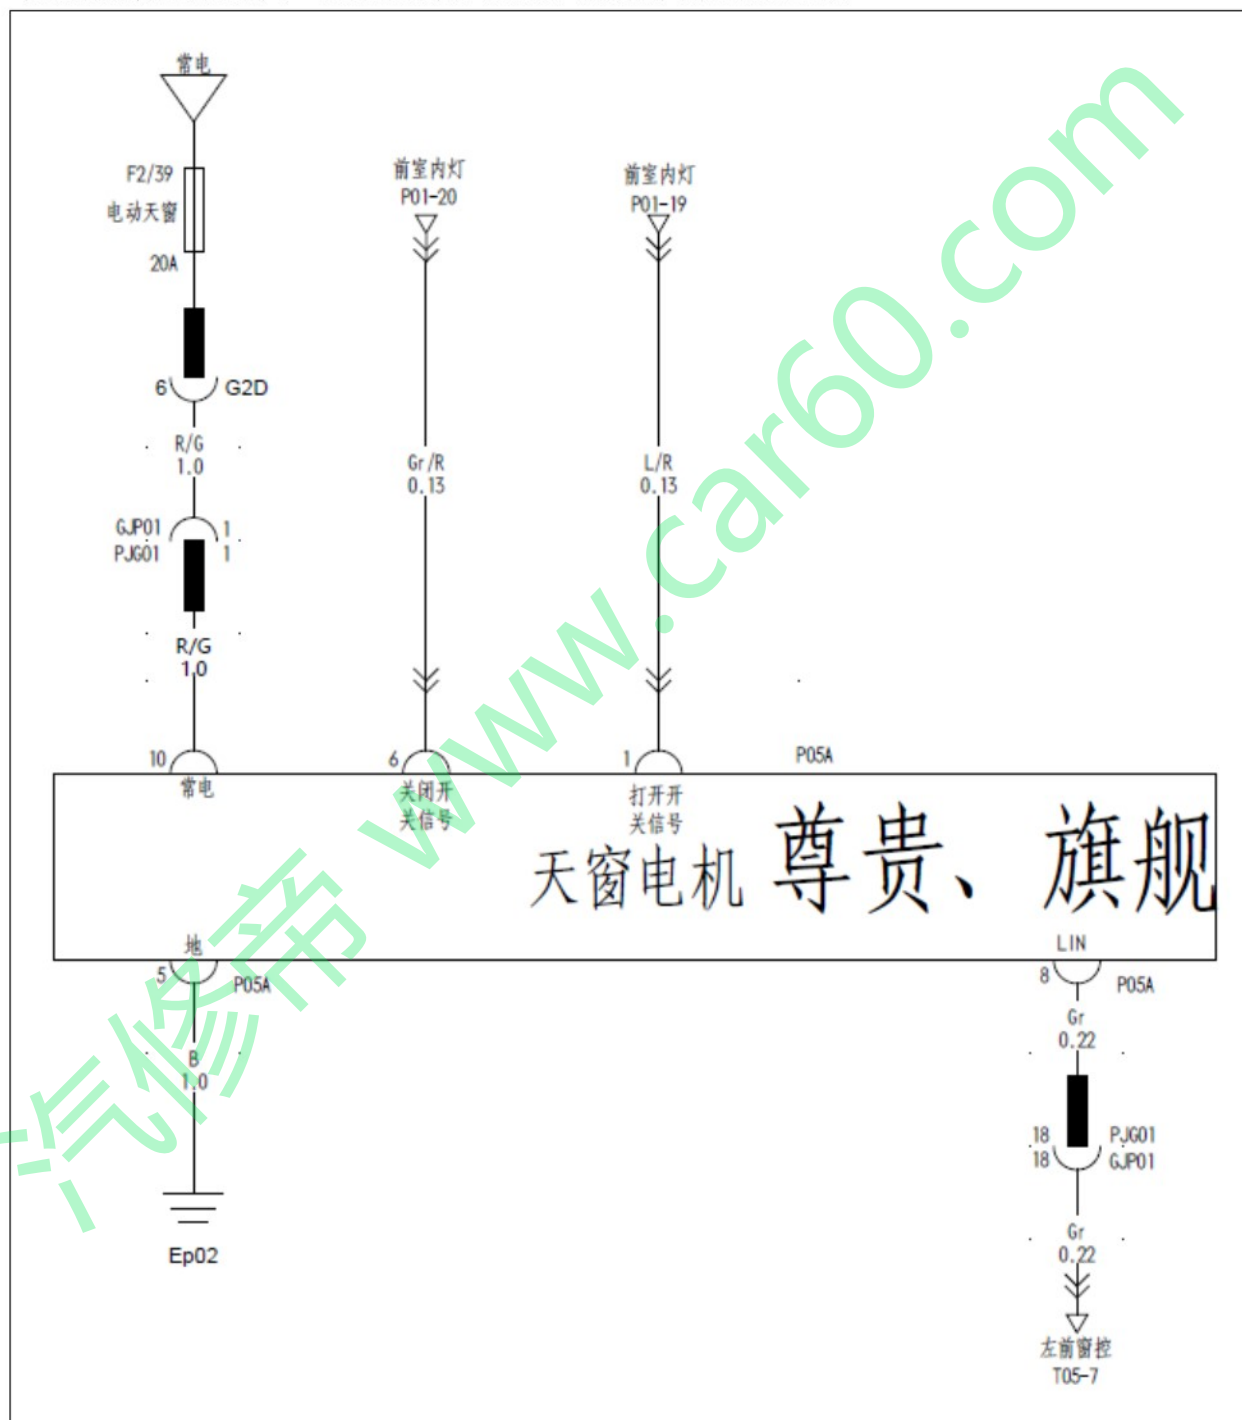 常电
F2/39
电动天窗
20A
6
G2D
R/G
1.0
GJP01
1
PJG01
1
R/G
1.0
前室内灯
P01-20
Gr/R
0.13
前室内灯
P01-19
L/R
0.13
10
6
1
P05A
常电
关闭开
关信号
打开开
关信号
天窗电机
尊贵、旗舰
地
LIN
5
P05A
8
P05A
B
1.0
Ep02
Gr
0.22
18
PJG01
18
GJP01
Gr
0.22
左前窗控
T05-7
汽修帝 www.car60.com